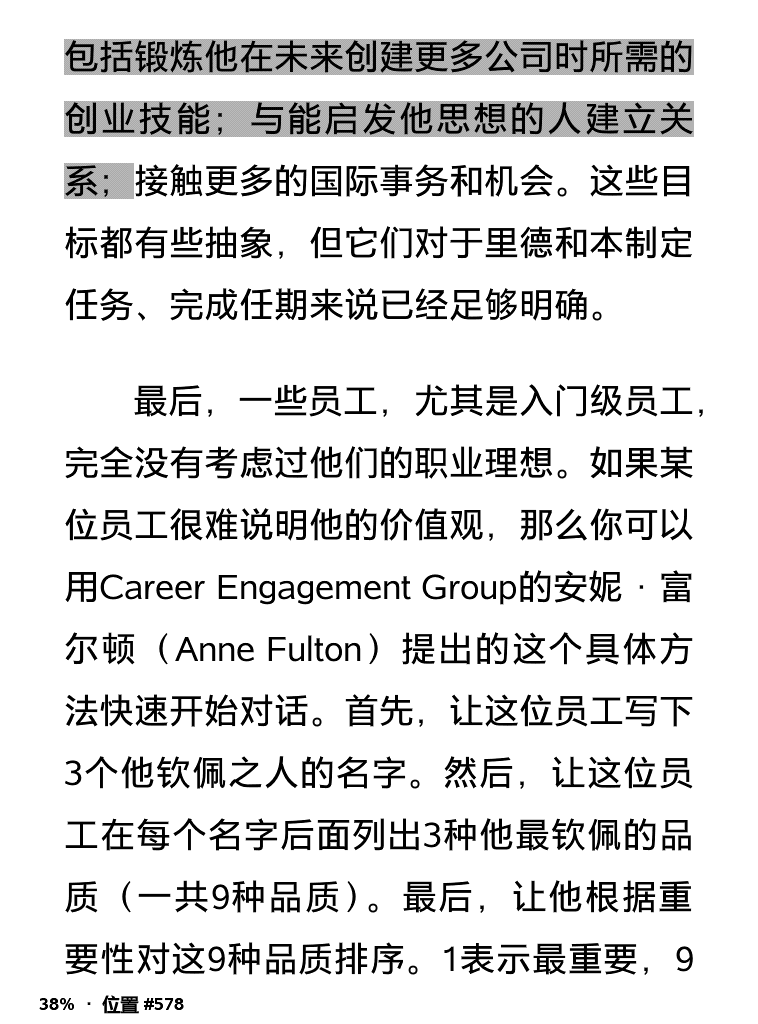 包括锻炼他在未来创建更多公司时所需的
创业技能；与能启发他思想的人建立关
系；接触更多的国际事务和机会。这些目
标都有些抽象，但它们对于里德和本制定
任务、完成任期来说已经足够明确。
最后，一些员工，尤其是入门级员工，
完全没有考虑过他们的职业理想。如果某
位员工很难说明他的价值观，那么你可以
用Career Engagement Group的安妮·富
尔顿（Anne Fulton）提出的这个具体方
法快速开始对话。首先，让这位员工写下
3个他钦佩之人的名字。然后，让这位员
工在每个名字后面列出3种他最钦佩的品
质（一共9种品质）。最后，让他根据重
要性对这9种品质排序。1表示最重要，9
38% · 位置 #578